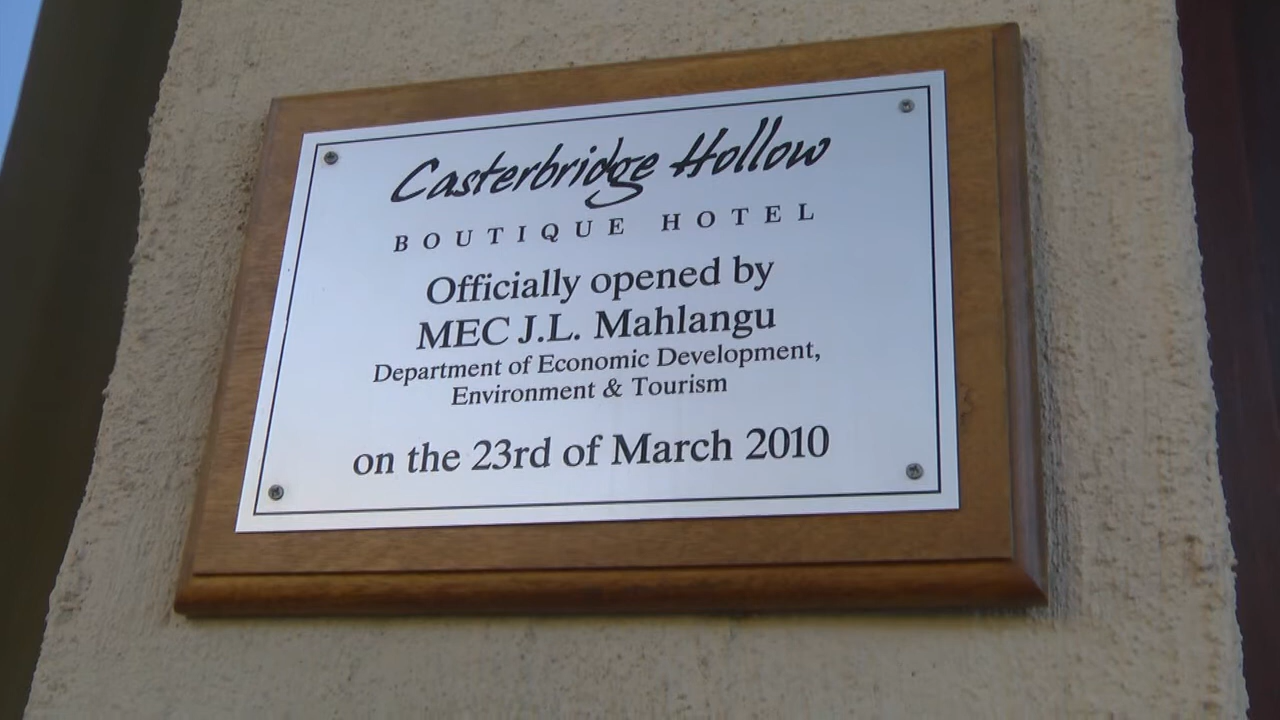 Casterbridge Hollow
BOUTIQUE HOTEL
Officially opened by
MEC J.L. Mahlangu
Department of Economic Development,
Environment & Tourism
on the 23rd of March 2010